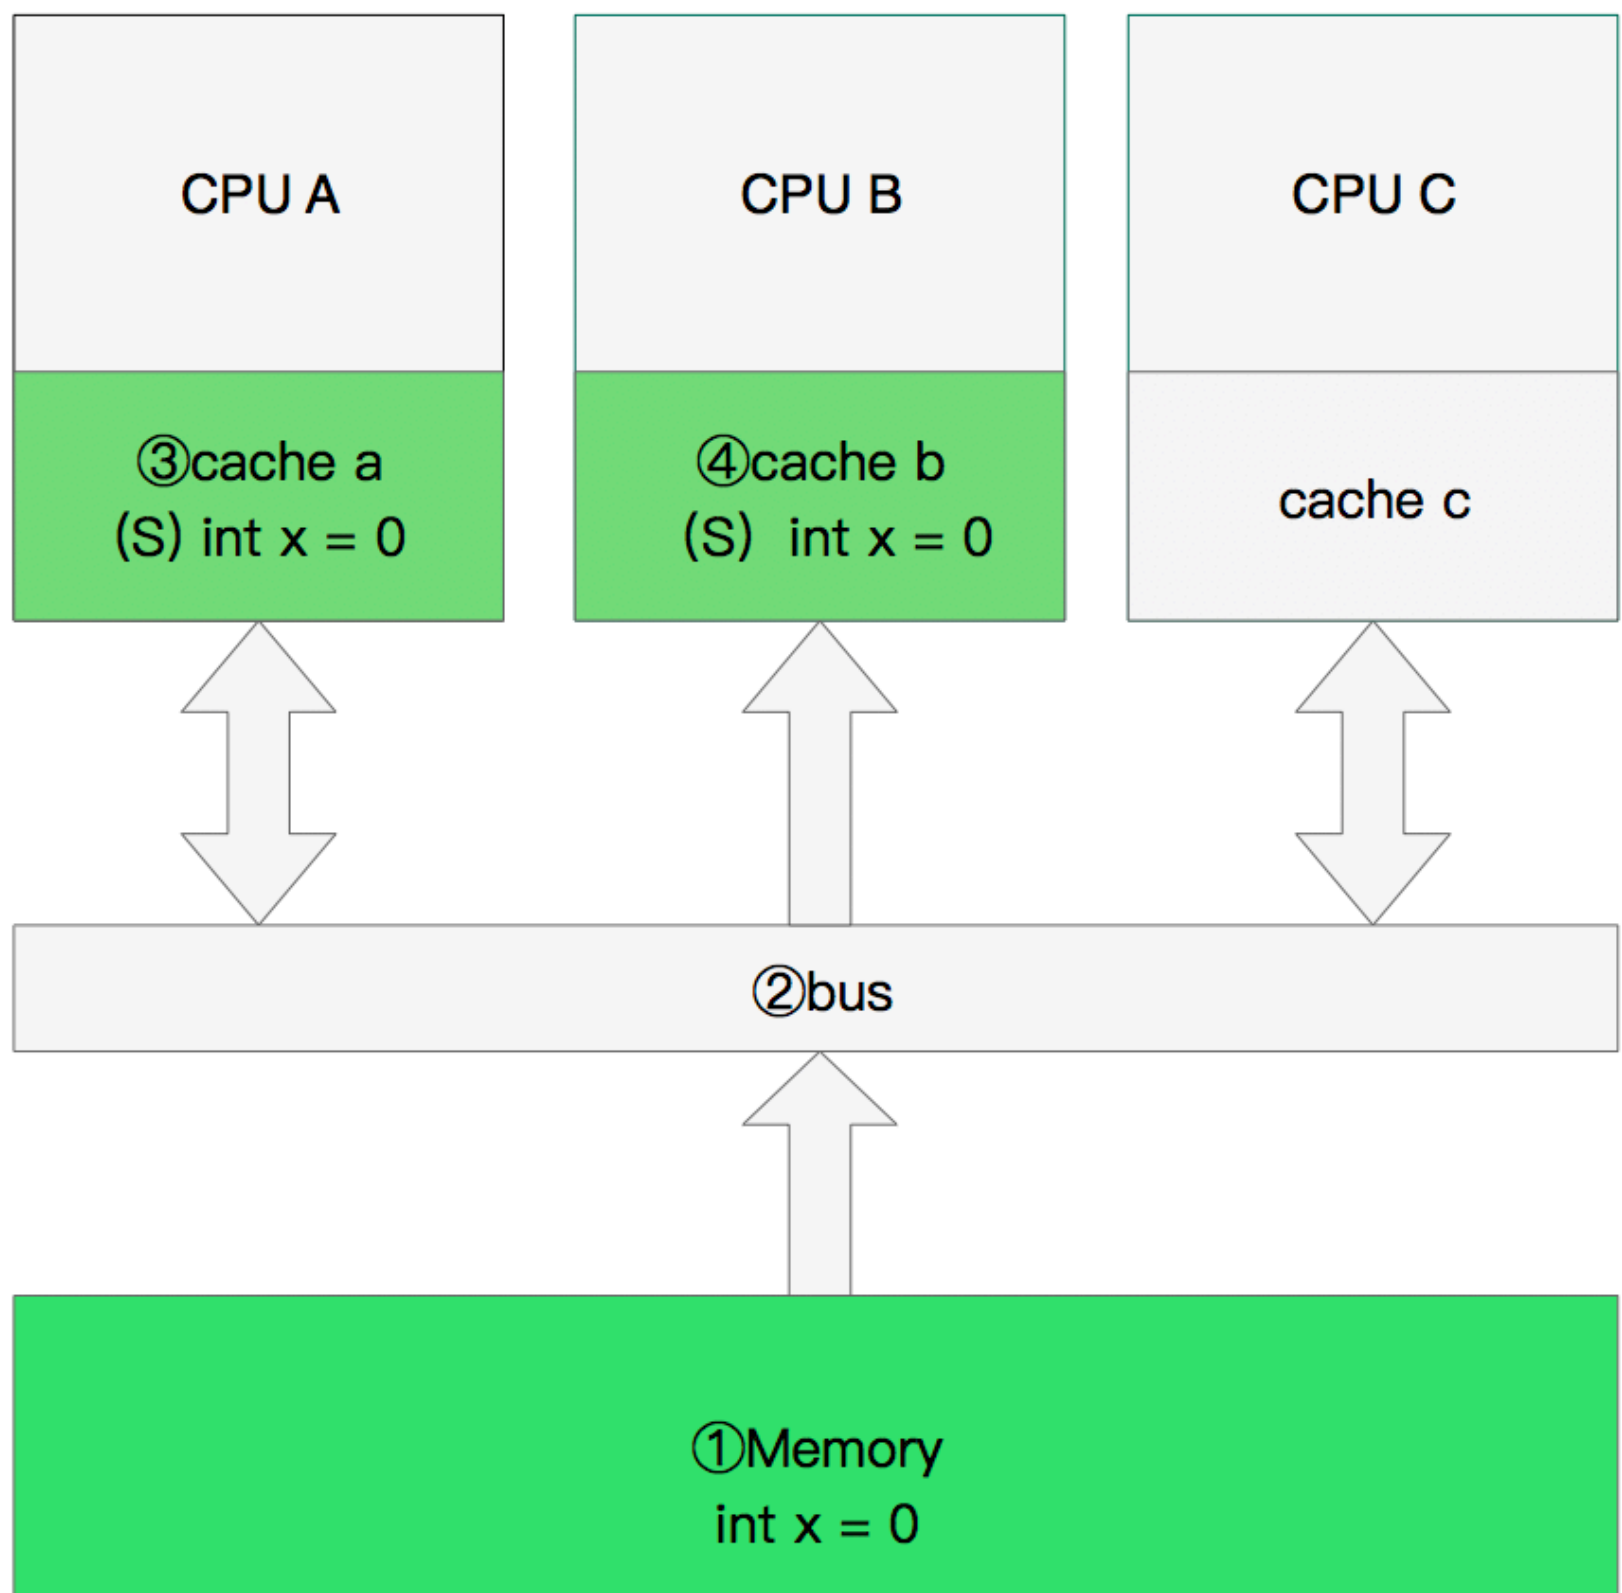 CPU A
CPU B
CPU C
③cache a
(S) int x = 0
④cache b
(S) int x = 0
cache c
②bus
①Memory
int x = 0